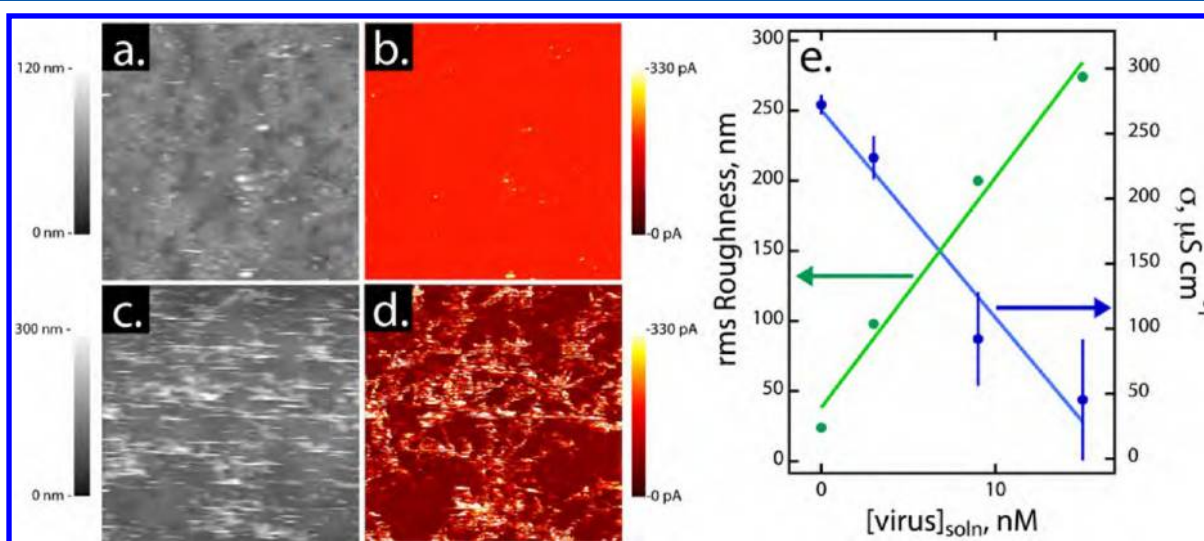 a.
120 nm -
0 nm -
b.
-330 pA
-0 pA
c.
300 nm -
0 nm -
d.
-330 pA
-0 pA
e.
300
250
200
150
100
50
0
rms Roughness, nm
0
10
[virus]soln, nM
300
250
200
150
100
50
0
σ, μS cm